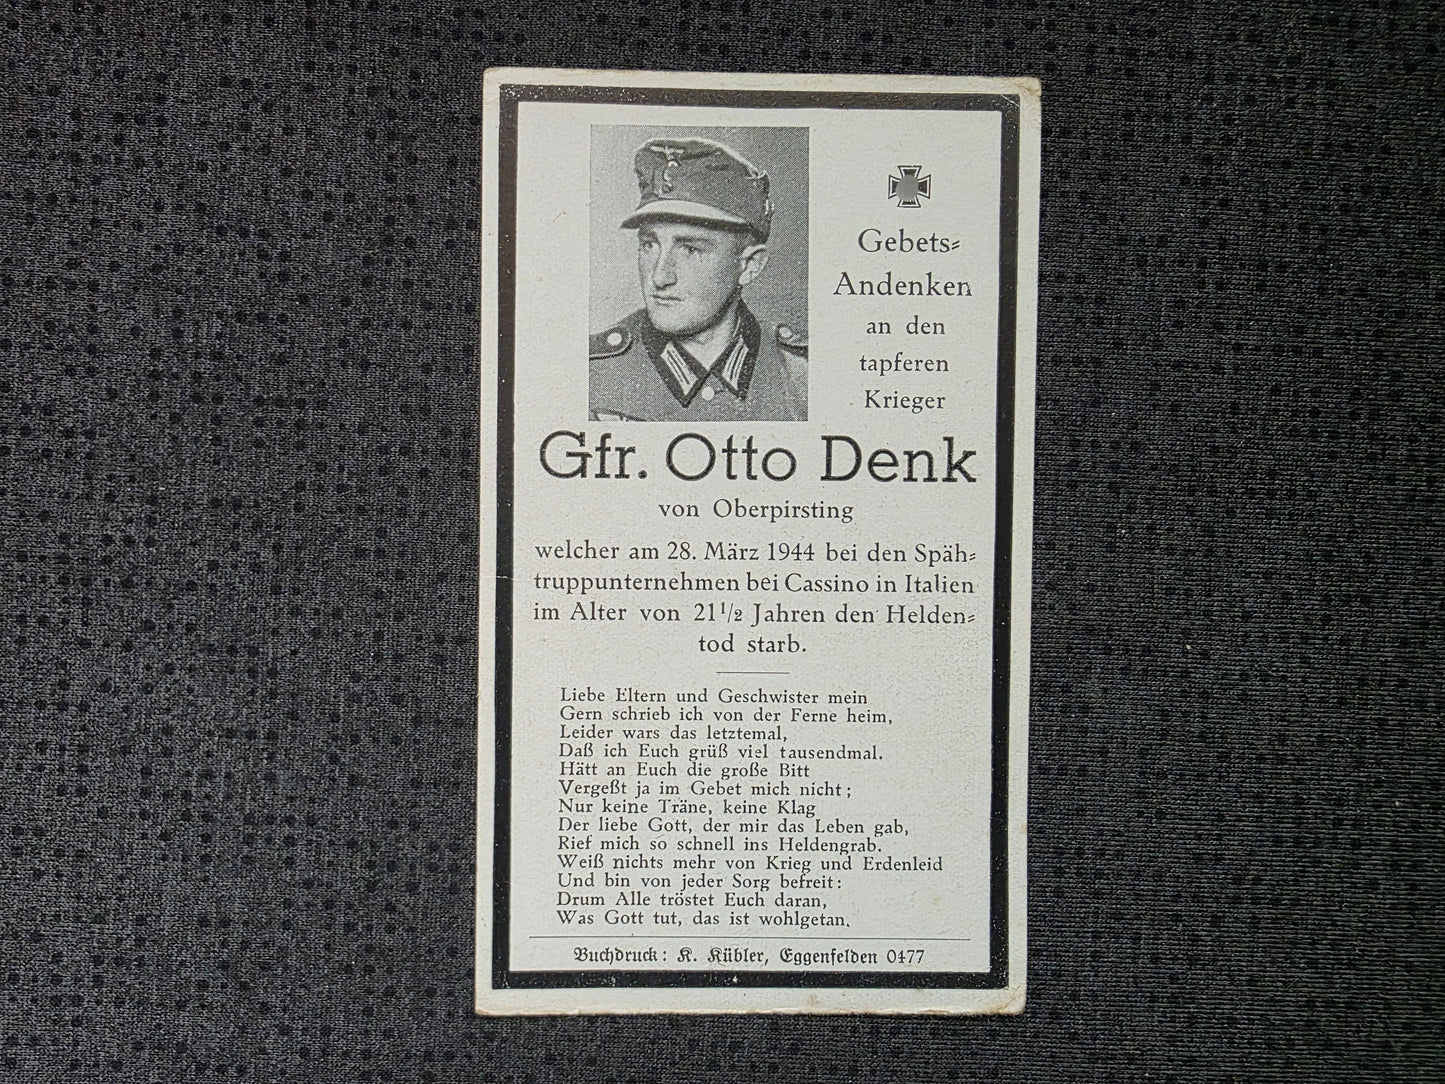 Gebets-
Andenken
an den
tapferen
Krieger
Gfr. Otto Denk
von Oberpirsting
welcher am 28. März 1944 bei den Späh-
truppunternehmen bei Cassino in Italien
im Alter von 21 1/2 Jahren den Helden-
tod starb.
Liebe Eltern und Geschwister mein
Gern schrieb ich von der Ferne heim,
Leider wars das letztemal,
Daß ich Euch grüß viel tausendmal.
Hätt an Euch die große Bitt
Vergeßt ja im Gebet mich nicht;
Nur keine Träne, keine Klag
Der liebe Gott, der mir das Leben gab,
Rief mich so schnell ins Heldengrab.
Weiß nichts mehr von Krieg und Erdenleid
Und bin von jeder Sorg befreit:
Drum Alle tröstet Euch daran,
Was Gott tut, das ist wohlgetan.
Buchdruck: K. Kübler, Eggenfelden 0477